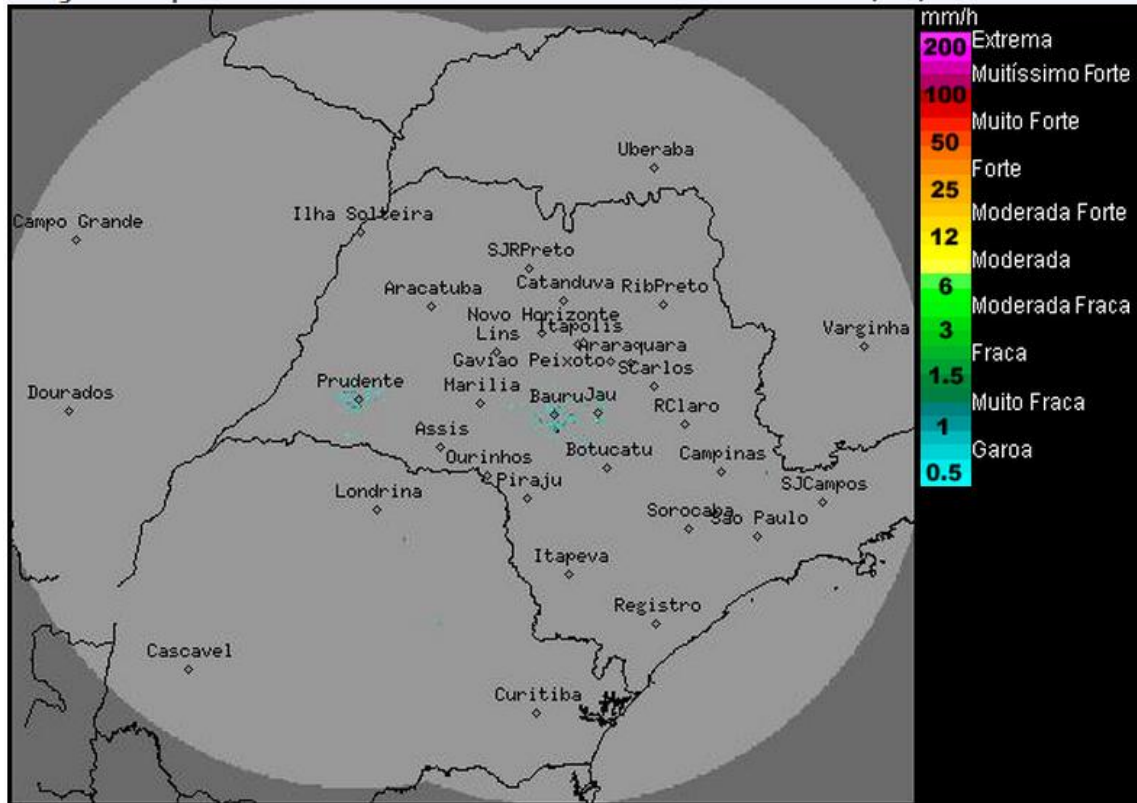 mm/h
200 Extrema
Muitíssimo Forte
100
Muito Forte
50
Forte
25
Moderada Forte
12
Moderada
6
Moderada Fraca
3
Fraca
1.5
Muito Fraca
1
Garoa
0.5
Uberaba
Campo Grande
Ilha Solteira
SJRPreto
Aracatuba
Catanduva
RibPreto
Novo Horizonte
Lins
Itapolis
Varginha
Gaviao Peixoto
Araraquara
SCarlos
Prudente
Dourados
Marilia
Bauru
Jau
RClaro
Assis
Ourinhos
Botucatu
Campinas
Piraju
SJCampos
Londrina
Sorocaba
Sao Paulo
Itapeva
Registro
Cascavel
Curitiba